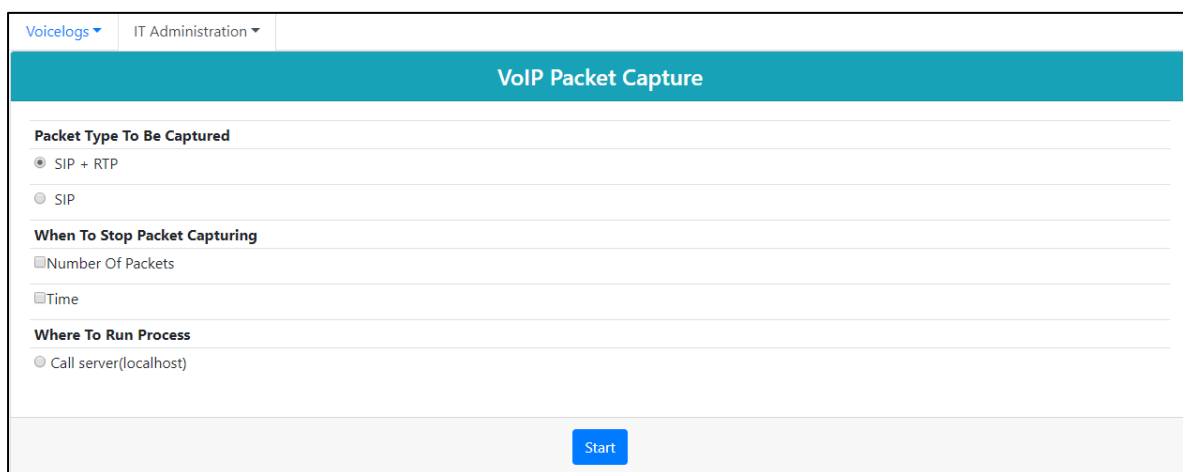 Voicelogs IT Administration
VoIP Packet Capture
Packet Type To Be Captured
SIP + RTP
SIP
When To Stop Packet Capturing
Number Of Packets
Time
Where To Run Process
Call server(localhost)
Start